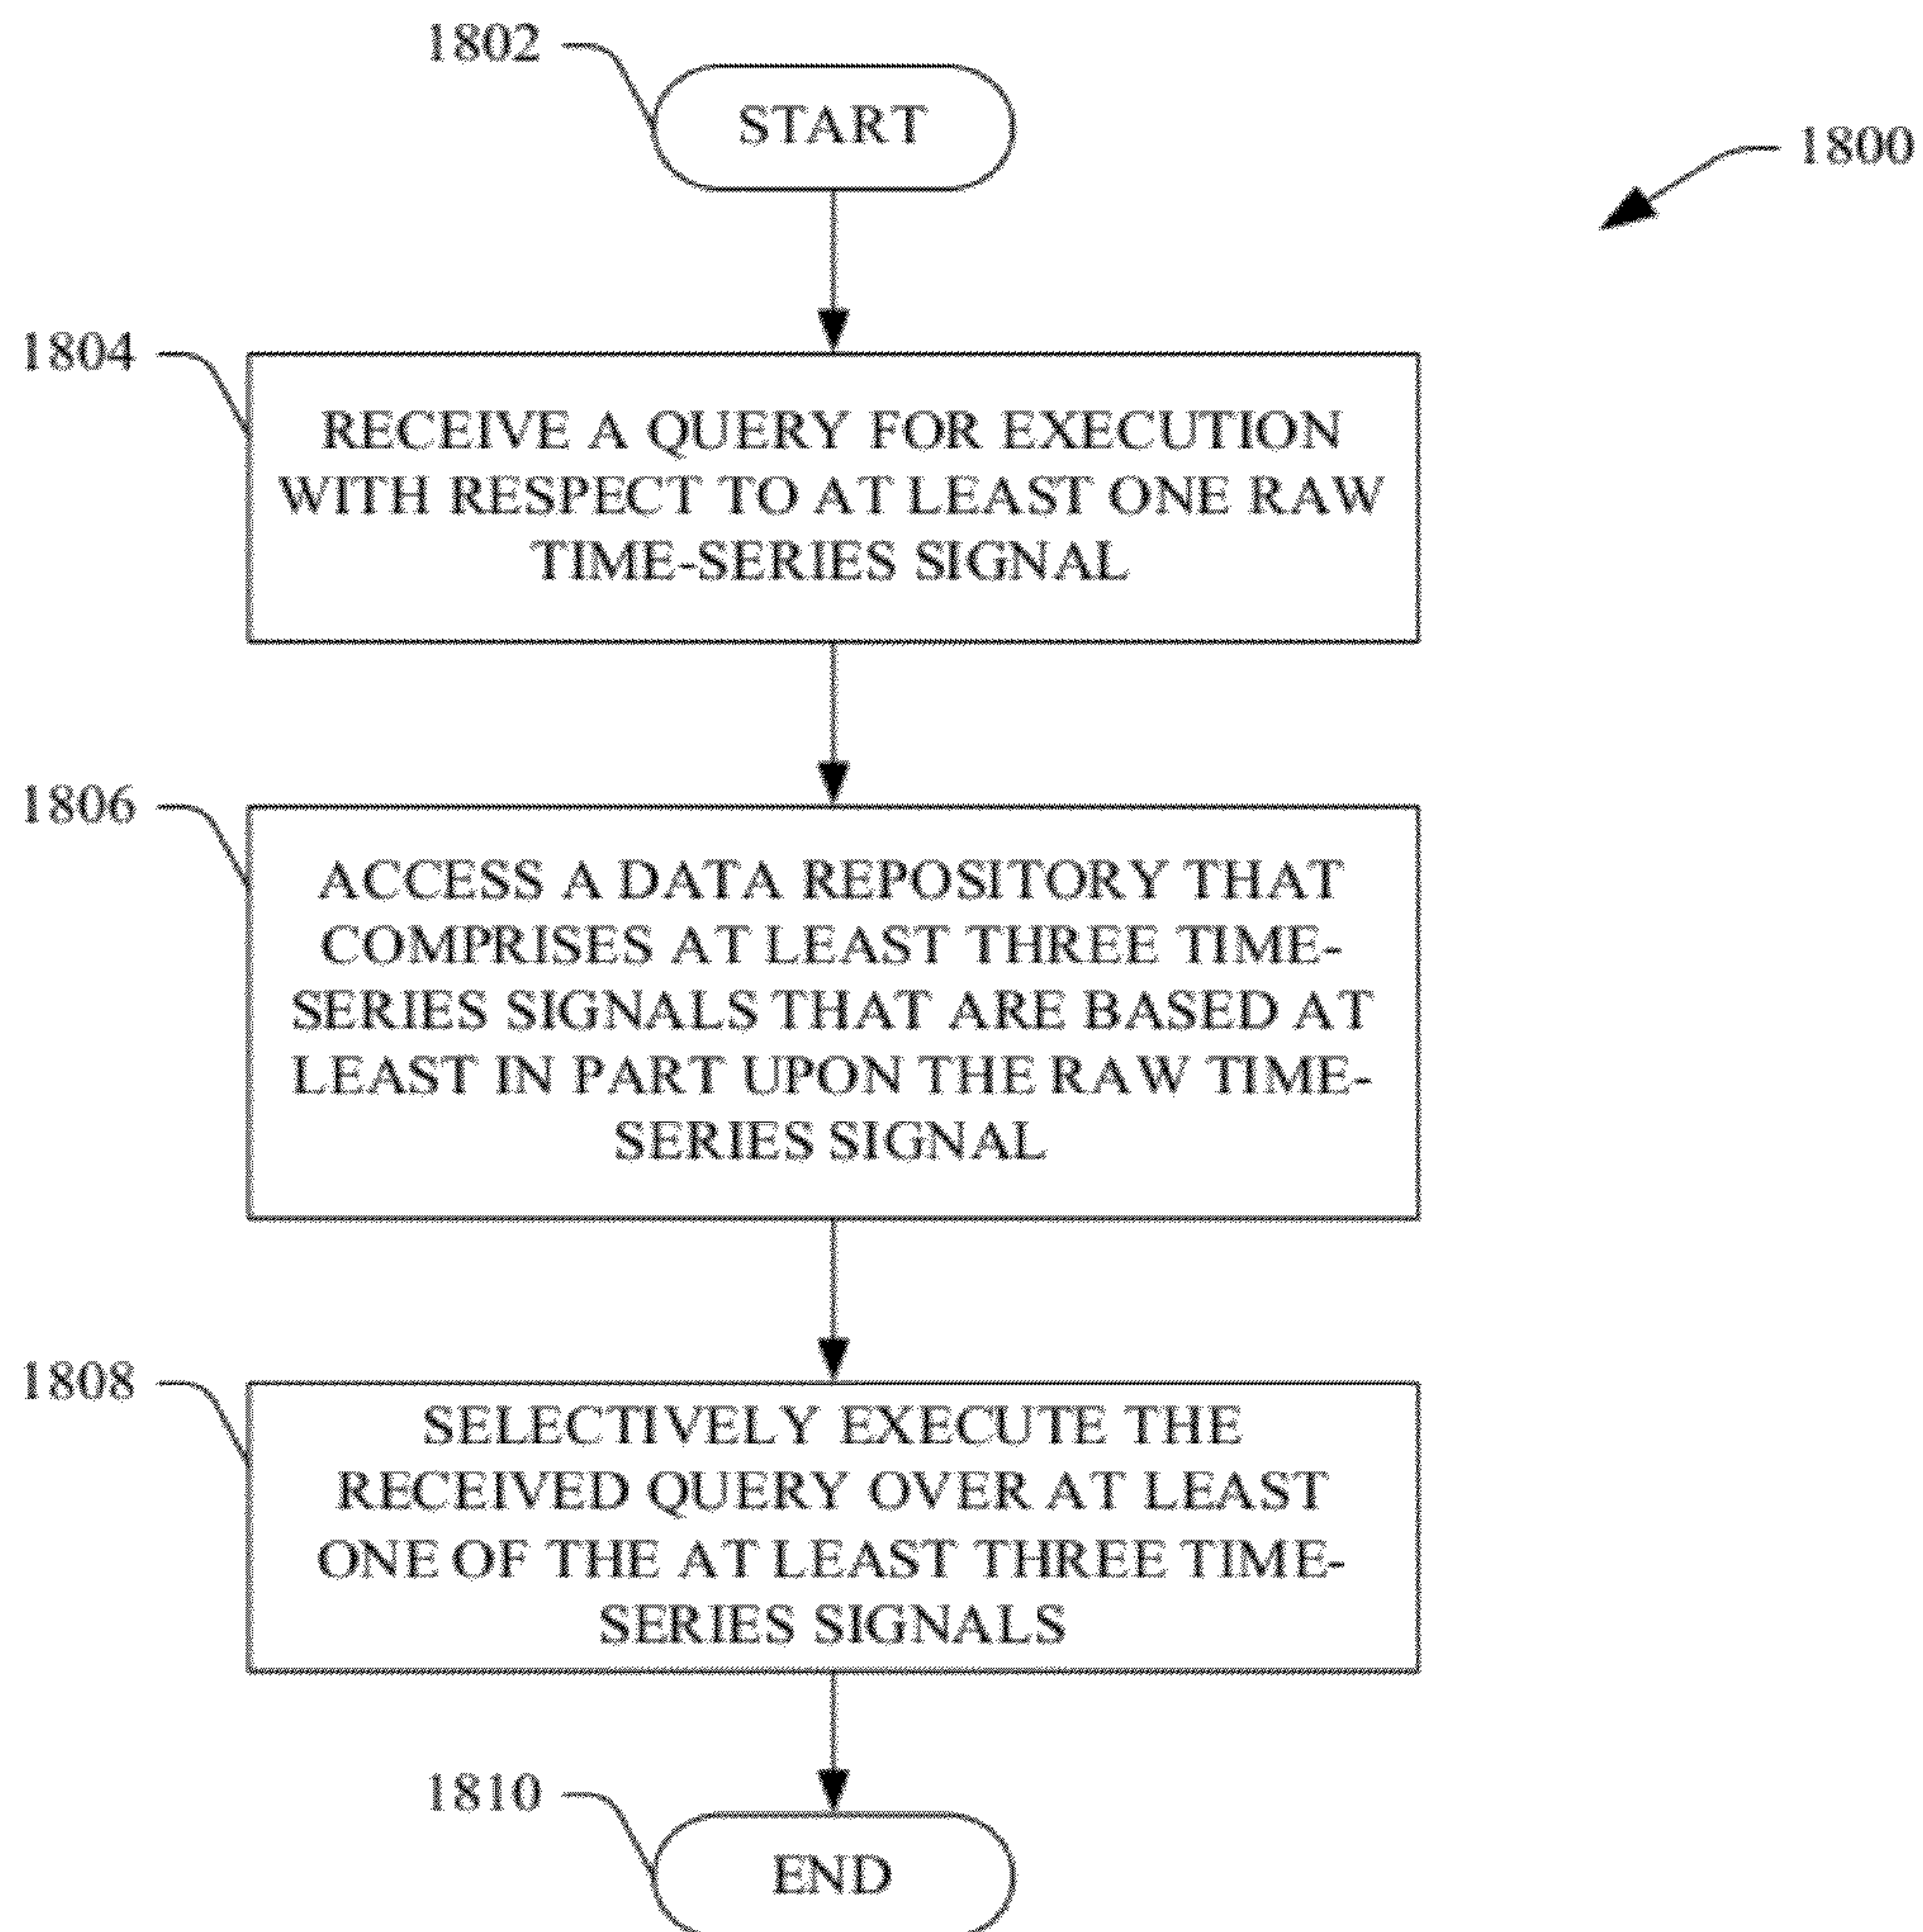 1802
START
1800
1804
RECEIVE A QUERY FOR EXECUTION
WITH RESPECT TO AT LEAST ONE RAW
TIME-SERIES SIGNAL
1806
ACCESS A DATA REPOSITORY THAT
COMPRISES AT LEAST THREE TIME-
SERIES SIGNALS THAT ARE BASED AT
LEAST IN PART UPON THE RAW TIME-
SERIES SIGNAL
1808
SELECTIVELY EXECUTE THE
RECEIVED QUERY OVER AT LEAST
ONE OF THE AT LEAST THREE TIME-
SERIES SIGNALS
1810
END